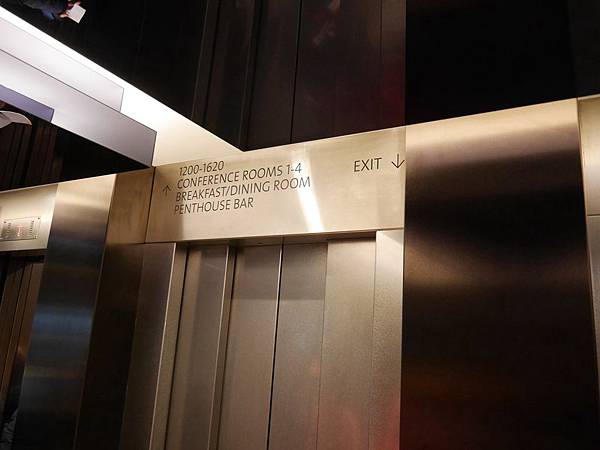 1200-1620
↑ CONFERENCE ROOMS 1-4
BREAKFAST/DINING ROOM
PENTHOUSE BAR
EXIT ↓